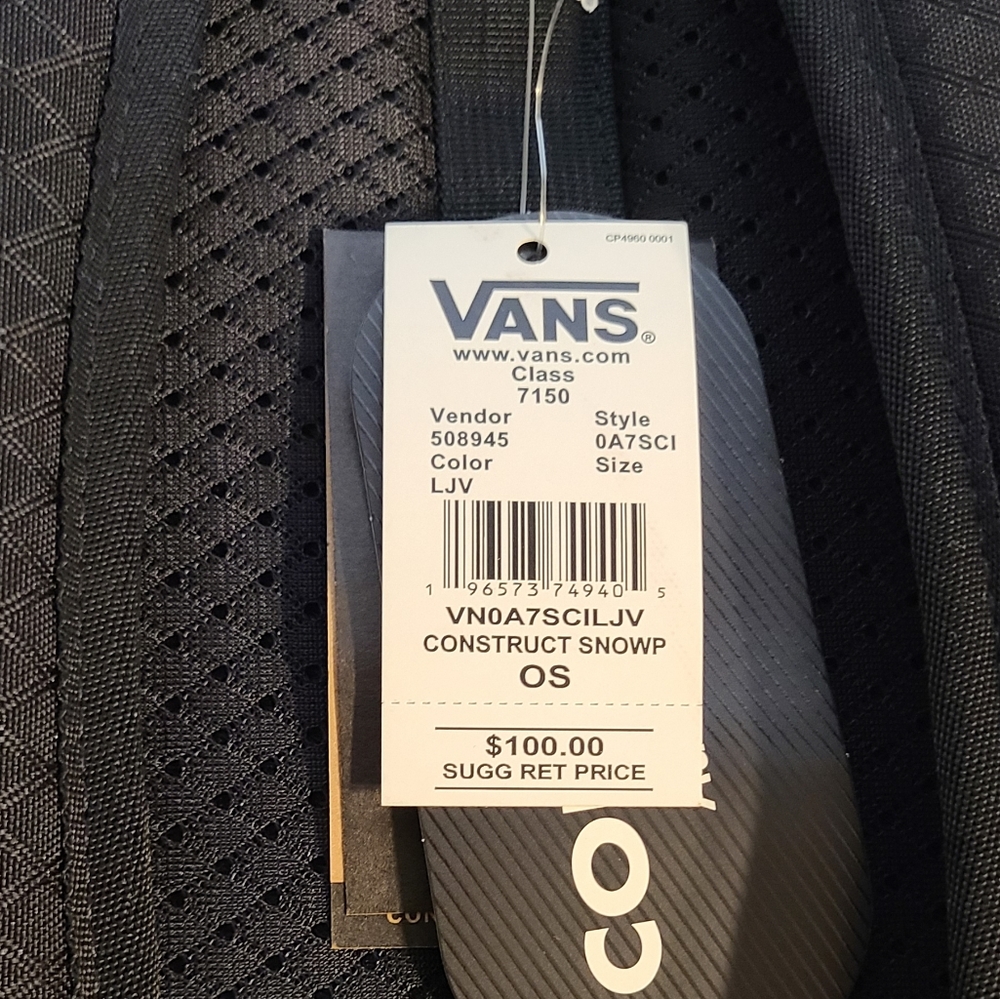 CP4960 0001
VANS®
www.vans.com
Class
7150
Vendor Style
508945 0A7SCI
Color Size
LJV
1 96573 74940 5
VN0A7SCILJV
CONSTRUCT SNOWP
OS
$100.00
SUGG RET PRICE